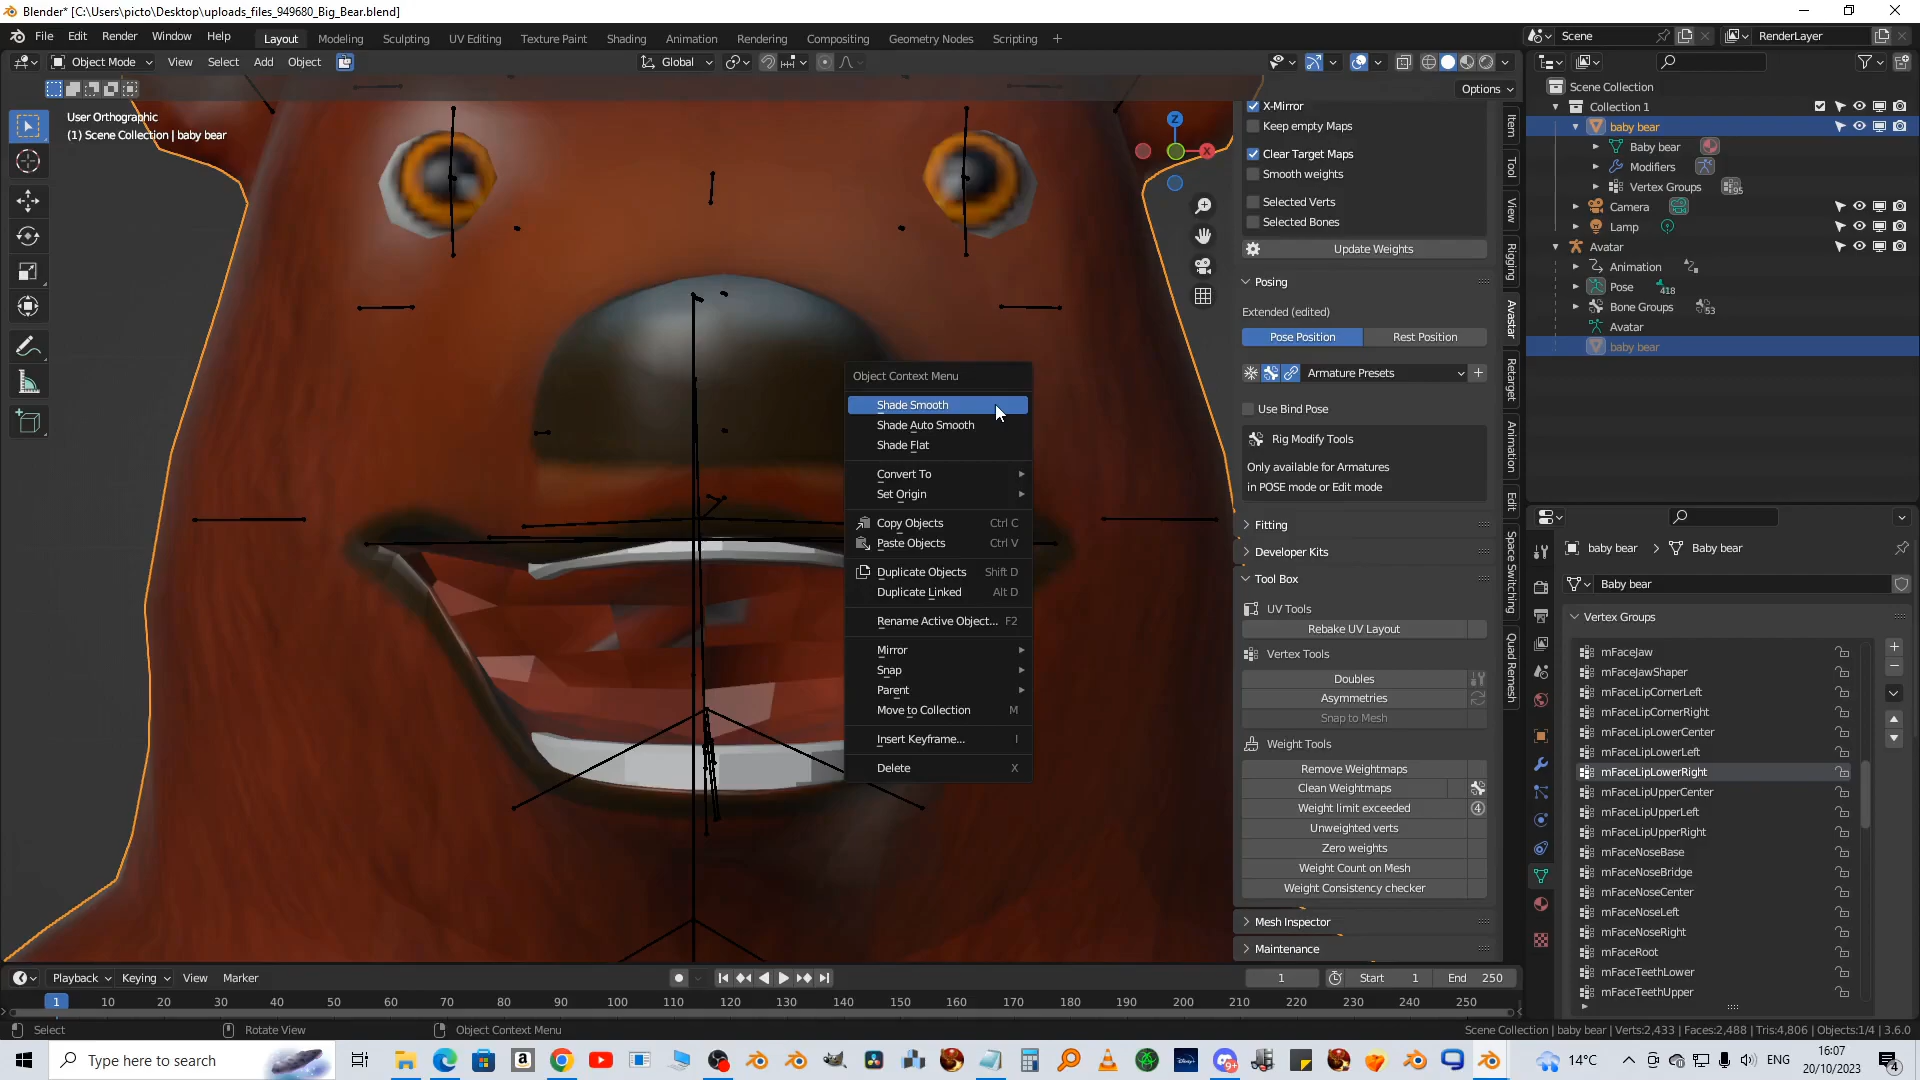 Blender* [C:\Users\picto\Desktop\uploads_files_949680_Big_Bear.blend]
File Edit Render Window Help Layout Modeling Sculpting UV Editing Texture Paint Shading Animation Rendering Compositing Geometry Nodes Scripting + Scene RenderLayer
Object Mode View Select Add Object Global
Options
User Orthographic
(1) Scene Collection | baby bear
Z
X
X-Mirror
Keep empty Maps
Clear Target Maps
Smooth weights
Selected Verts
Selected Bones
Update Weights
Posing
Extended (edited)
Pose Position Rest Position
Armature Presets
Use Bind Pose
Rig Modify Tools
Only available for Armatures
in POSE mode or Edit mode
Fitting
Developer Kits
Tool Box
UV Tools
Rebake UV Layout
Vertex Tools
Doubles
Asymmetries
Snap to Mesh
Weight Tools
Remove Weightmaps
Clean Weightmaps
Weight limit exceeded 4
Unweighted verts
Zero weights
Weight Count on Mesh
Weight Consistency checker
Mesh Inspector
Maintenance
Item
Tool
View
Rigging
Avastar
Retarget
Animation
Edit
Space Switching
Quad Remesh
Object Context Menu
Shade Smooth
Shade Auto Smooth
Shade Flat
Convert To
Set Origin
Copy Objects Ctrl C
Paste Objects Ctrl V
Duplicate Objects Shift D
Duplicate Linked Alt D
Rename Active Object... F2
Mirror
Snap
Parent
Move to Collection M
Insert Keyframe... I
Delete X
Scene Collection
Collection 1
baby bear
Baby bear
Modifiers
Vertex Groups 95
Camera
Lamp
Avatar
Animation
Pose 418
Bone Groups 53
Avatar
baby bear
baby bear > Baby bear
Baby bear
Vertex Groups
mFaceJaw
mFaceJawShaper
mFaceLipCornerLeft
mFaceLipCornerRight
mFaceLipLowerCenter
mFaceLipLowerLeft
mFaceLipLowerRight
mFaceLipUpperCenter
mFaceLipUpperLeft
mFaceLipUpperRight
mFaceNoseBase
mFaceNoseBridge
mFaceNoseCenter
mFaceNoseLeft
mFaceNoseRight
mFaceRoot
mFaceTeethLower
mFaceTeethUpper
Playback Keying View Marker 1 Start 1 End 250
1 10 20 30 40 50 60 70 80 90 100 110 120 130 140 150 160 170 180 190 200 210 220 230 240 250
Select Rotate View Object Context Menu Scene Collection | baby bear | Verts:2,433 | Faces:2,488 | Tris:4,806 | Objects:1/4 | 3.6.0
Type here to search 14°C ENG 16:07
20/10/2023 4